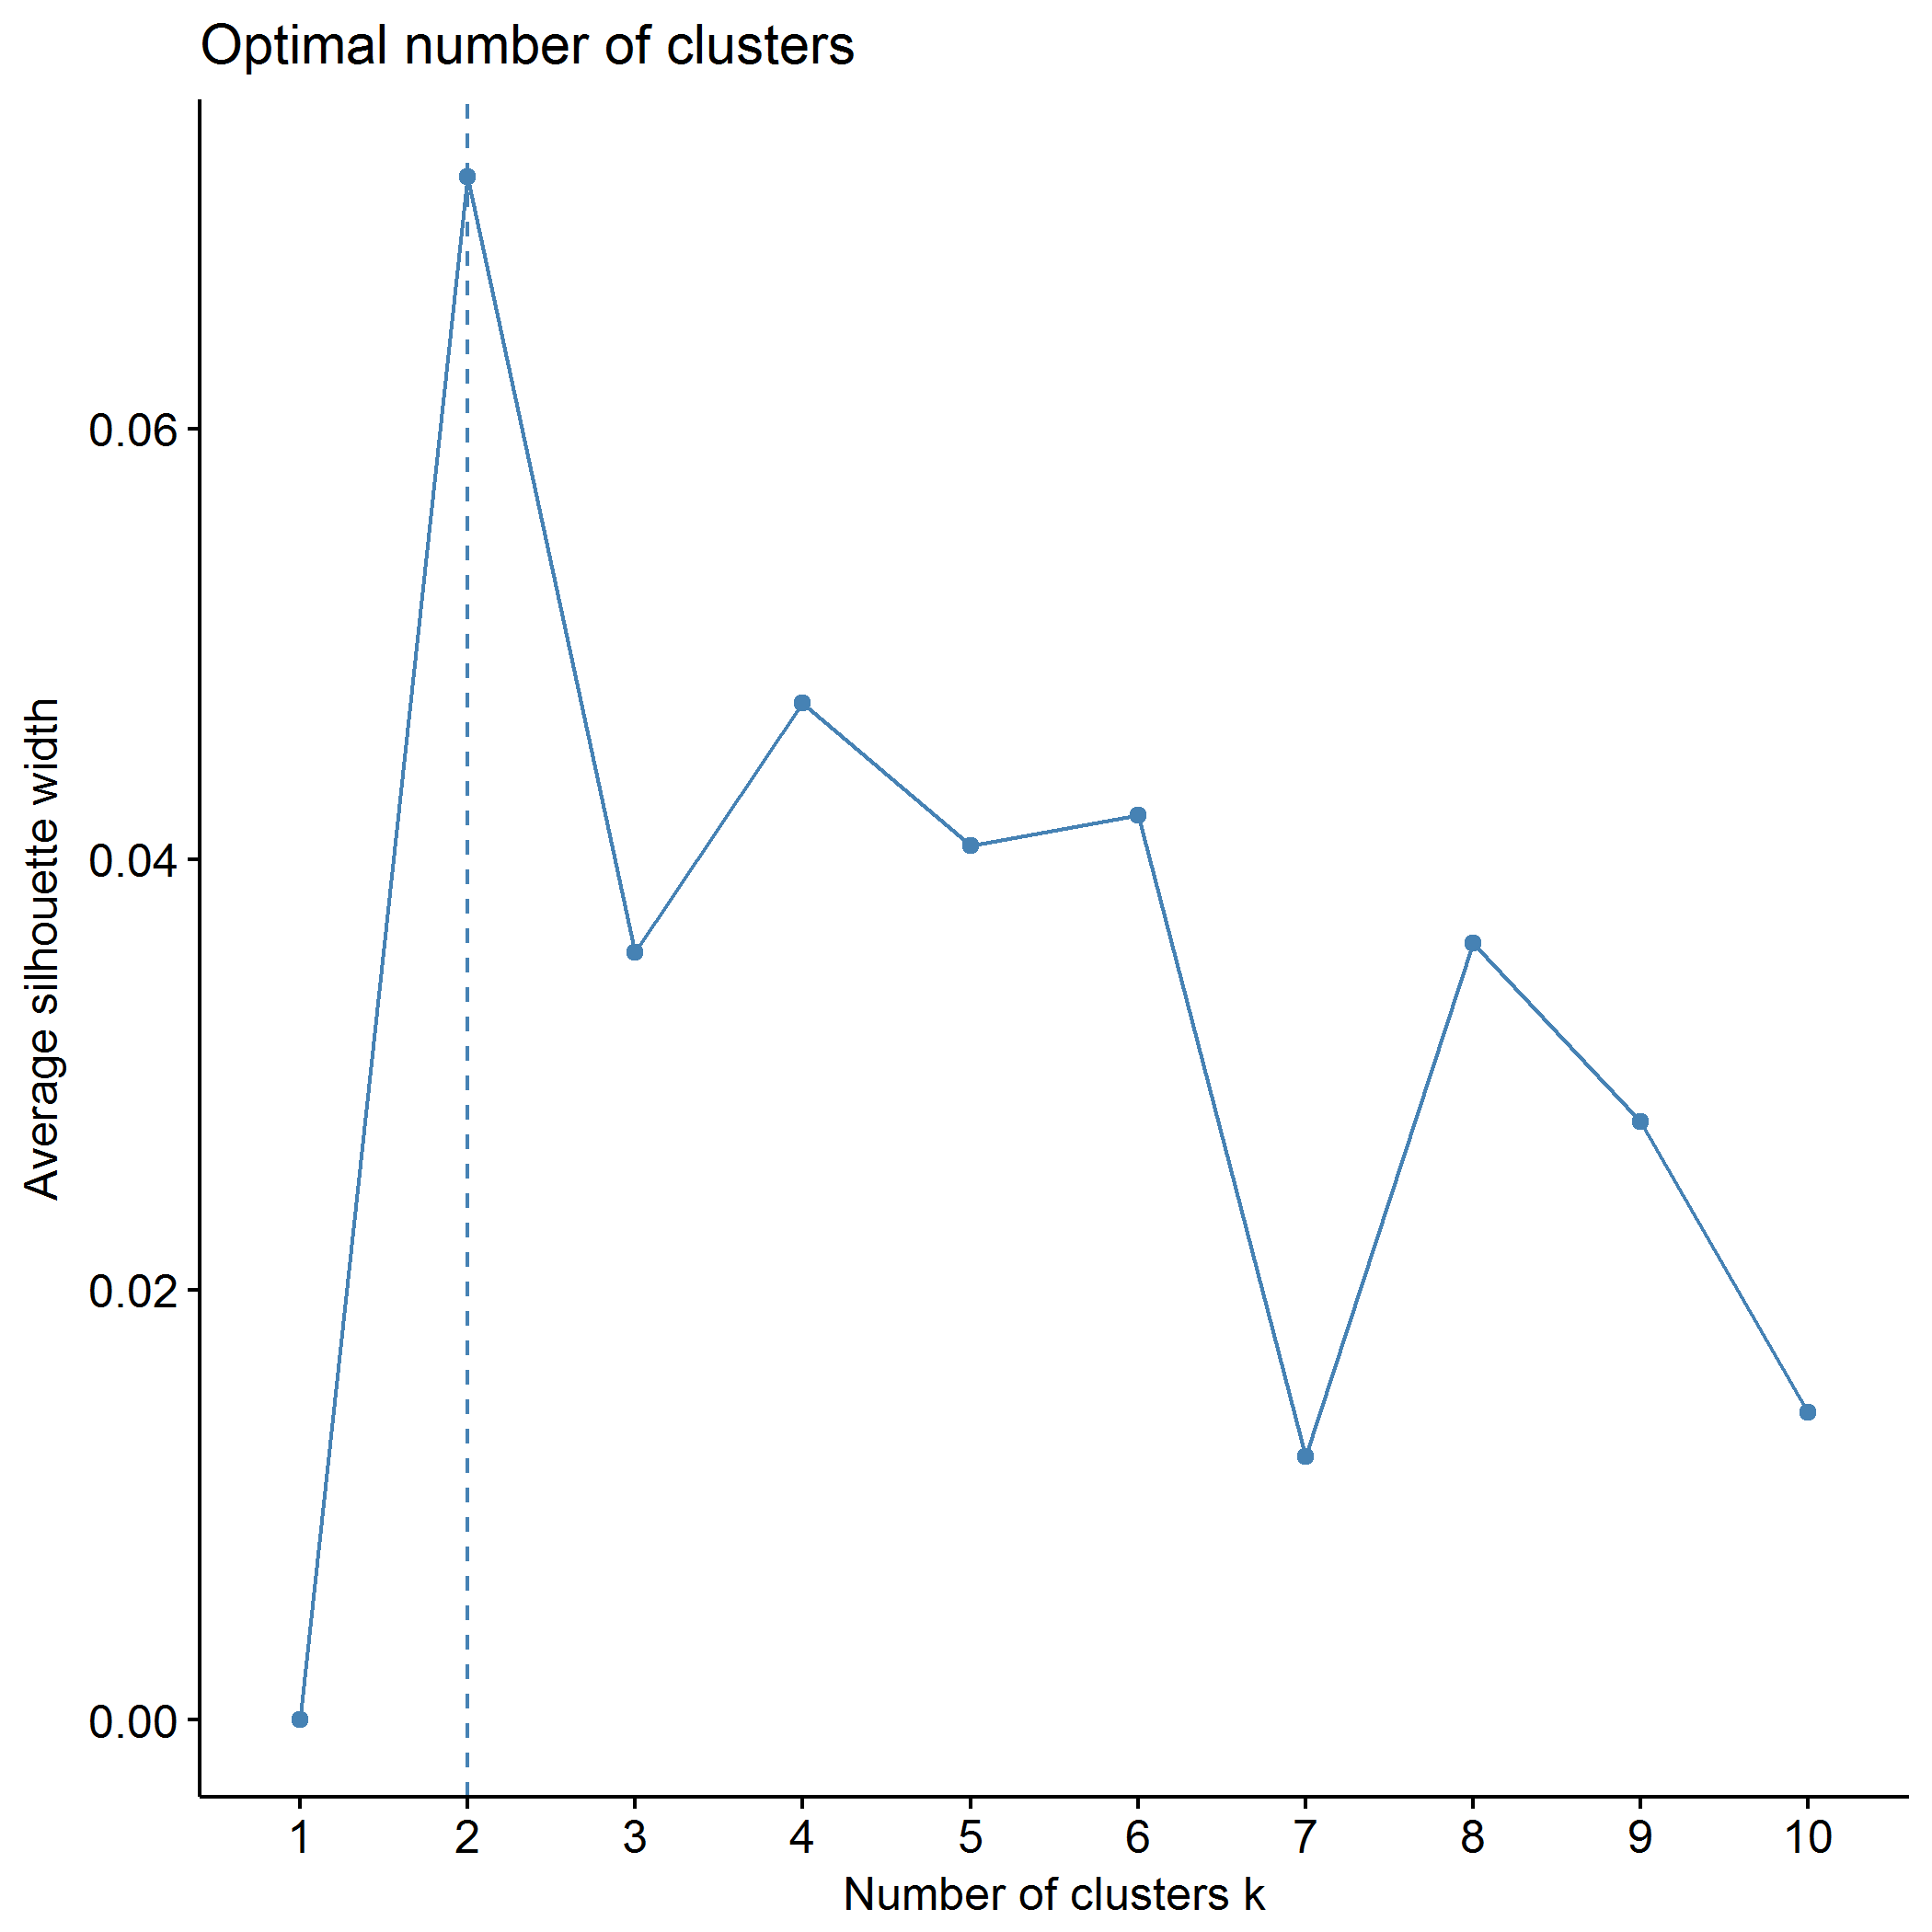 Optimal number of clusters
Average silhouette width
0.06
0.04
0.02
0.00
1 2 3 4 5 6 7 8 9 10
Number of clusters k